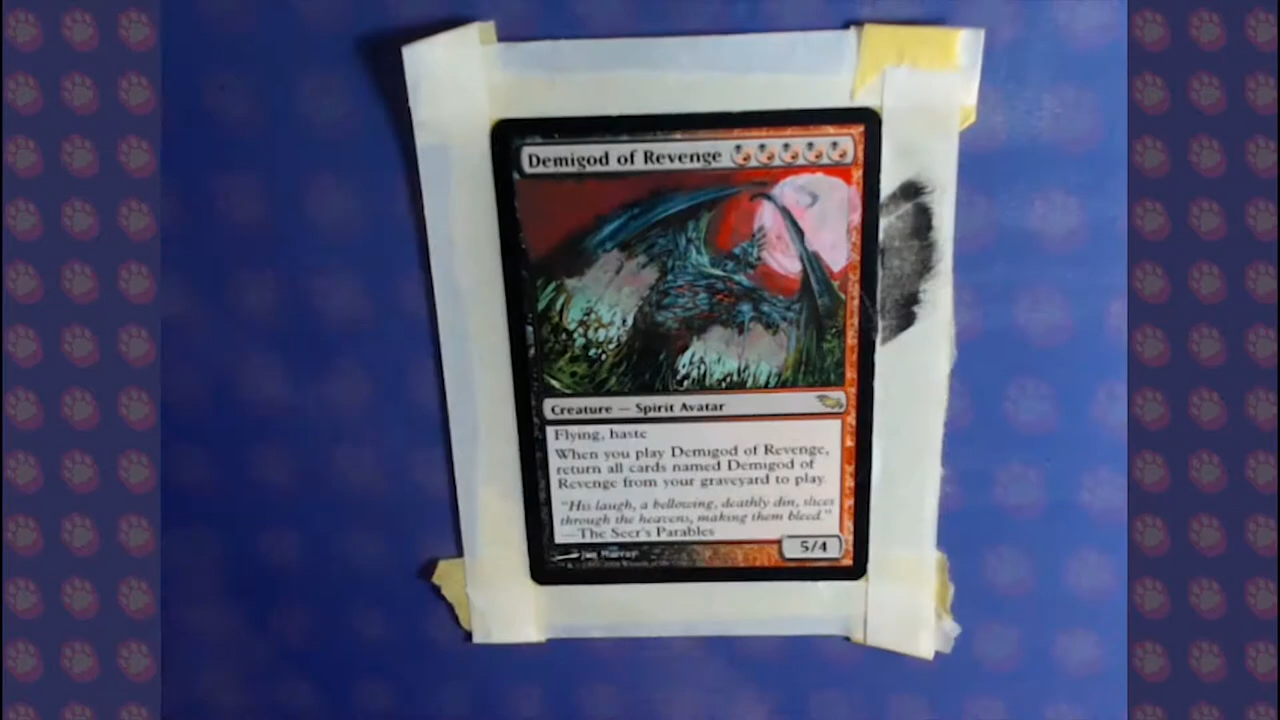 Demigod of Revenge
Creature — Spirit Avatar
Flying, haste
When you play Demigod of Revenge,
return all cards named Demigod of
Revenge from your graveyard to play.
"His laugh, a bellowing, deathly din, slices
through the heavens, making them bleed."
—The Seer's Parables
5/4
Jim Murray